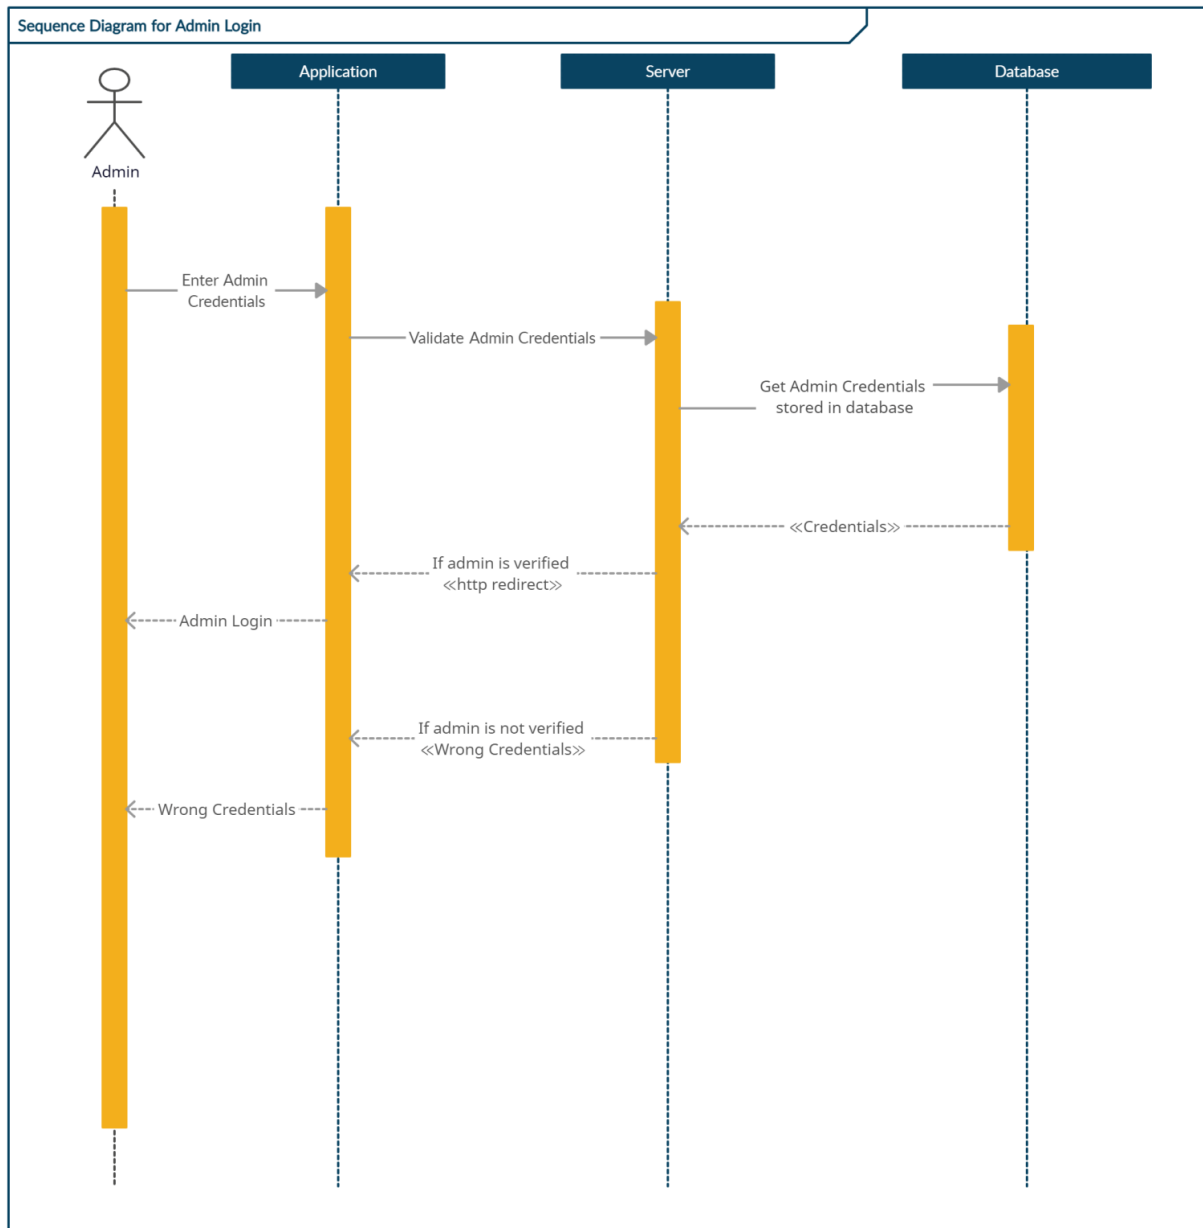 Sequence Diagram for Admin Login
Application
Server
Database
Admin
Enter Admin
Credentials
Validate Admin Credentials
Get Admin Credentials
stored in database
≪Credentials≫
If admin is verified
≪http redirect≫
Admin Login
If admin is not verified
≪Wrong Credentials≫
Wrong Credentials